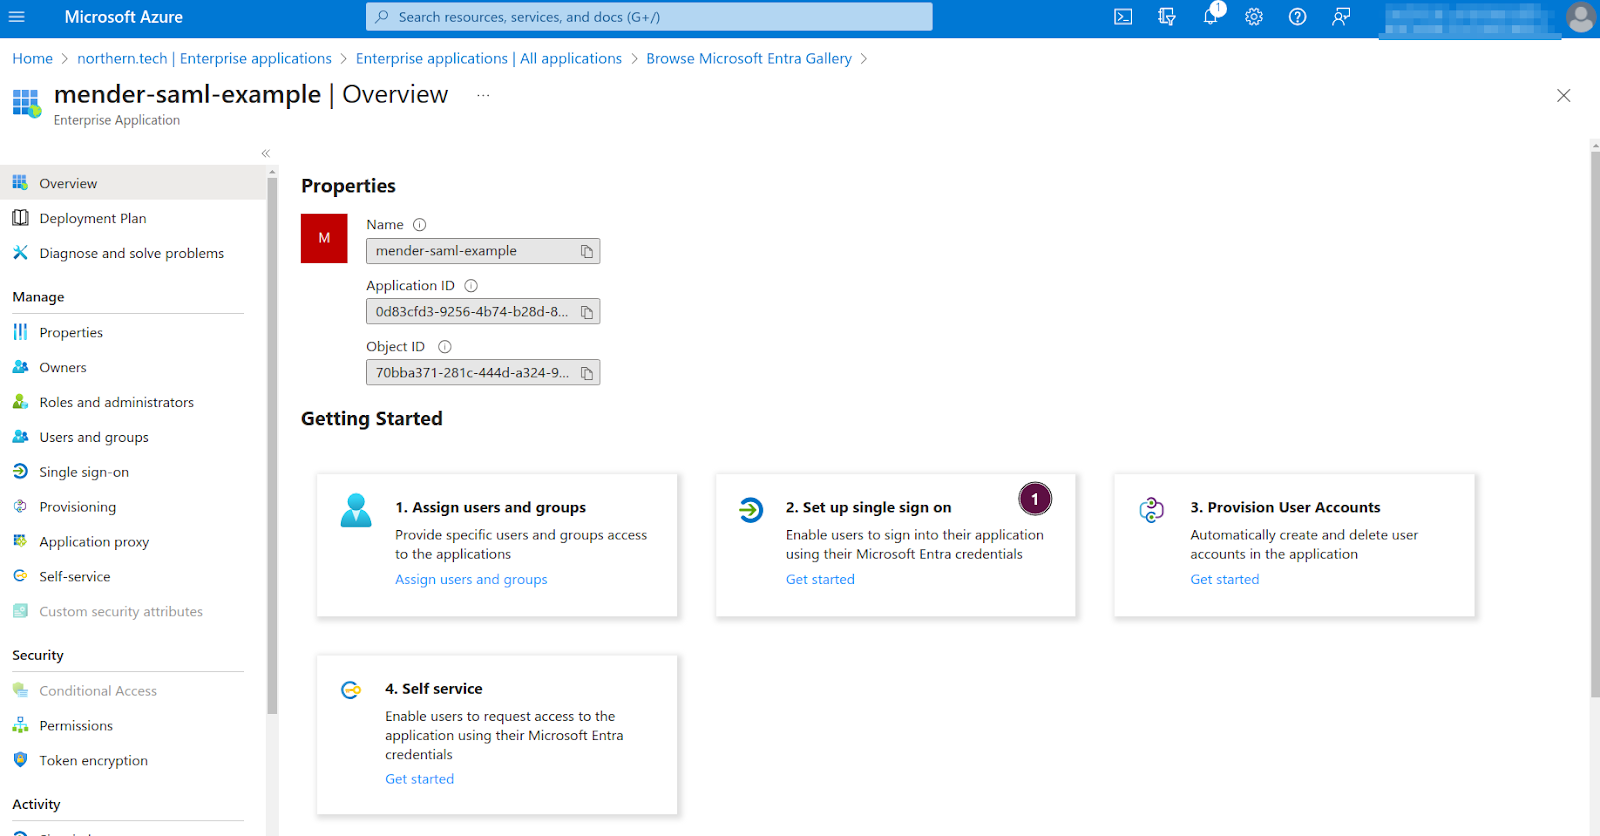 Microsoft Azure
Search resources, services, and docs (G+/)
1
Home > northern.tech | Enterprise applications > Enterprise applications | All applications > Browse Microsoft Entra Gallery >
mender-saml-example | Overview ...
Enterprise Application
Overview
Deployment Plan
Diagnose and solve problems
Manage
Properties
Owners
Roles and administrators
Users and groups
Single sign-on
Provisioning
Application proxy
Self-service
Custom security attributes
Security
Conditional Access
Permissions
Token encryption
Activity
Properties
M
Name
mender-saml-example
Application ID
0d83cfd3-9256-4b74-b28d-8...
Object ID
70bba371-281c-444d-a324-9...
Getting Started
1. Assign users and groups
Provide specific users and groups access
to the applications
Assign users and groups
2. Set up single sign on
1
Enable users to sign into their application
using their Microsoft Entra credentials
Get started
3. Provision User Accounts
Automatically create and delete user
accounts in the application
Get started
4. Self service
Enable users to request access to the
application using their Microsoft Entra
credentials
Get started